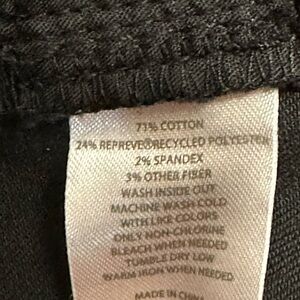 71% COTTON
24% REPREVE®RECYCLED POLYESTER
2% SPANDEX
3% OTHER FIBER
WASH INSIDE OUT
MACHINE WASH COLD
WITH LIKE COLORS
ONLY NON-CHLORINE
BLEACH WHEN NEEDED
TUMBLE DRY LOW
WARM IRON WHEN NEEDED
MADE IN CHINA